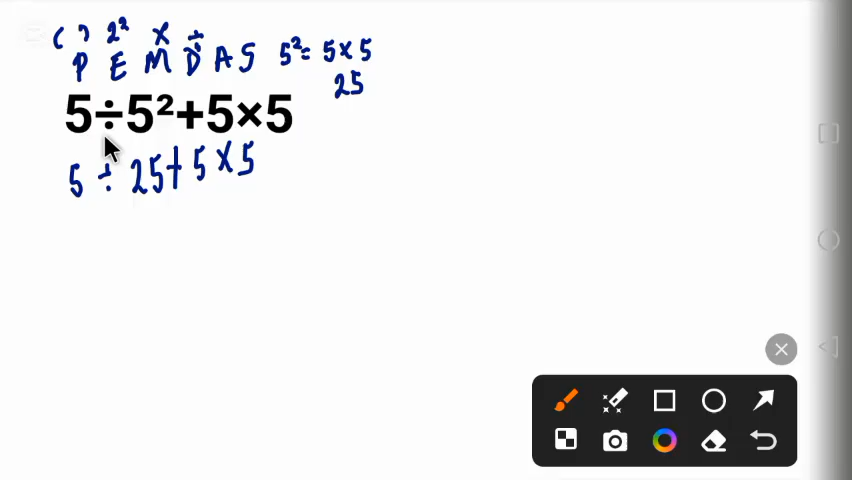 ( ) 2² × ÷
P E M D A S 5² = 5 × 5
25
5÷5²+5×5
5 ÷ 25 + 5 × 5